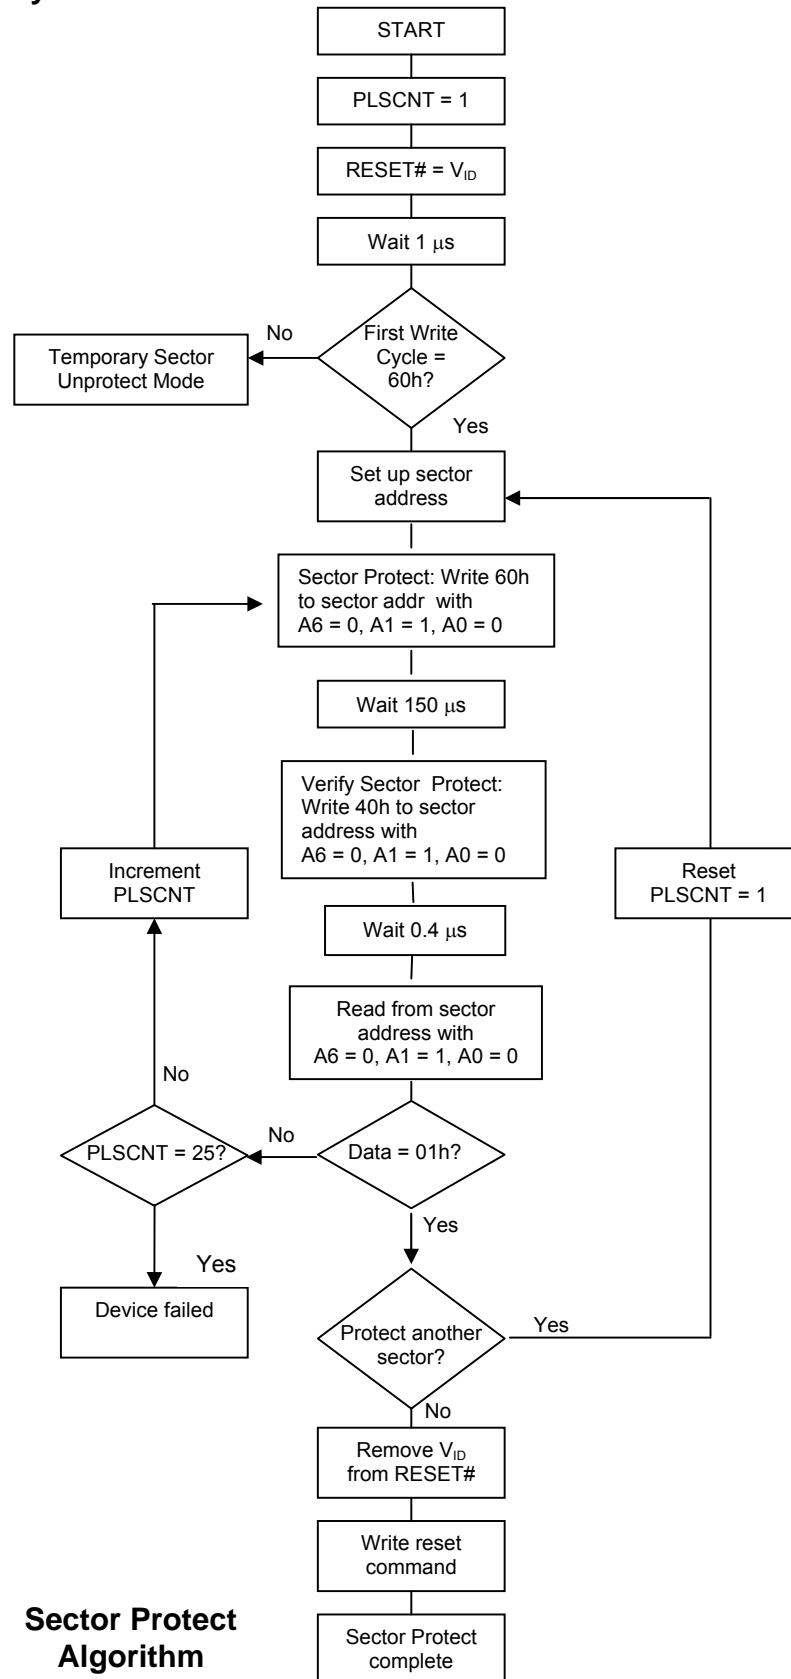 START
PLSCNT = 1
RESET# = VID
Wait 1 μs
First Write
Cycle =
60h?
No
Temporary Sector
Unprotect Mode
Yes
Set up sector
address
Sector Protect: Write 60h
to sector addr with
A6 = 0, A1 = 1, A0 = 0
Wait 150 μs
Verify Sector Protect:
Write 40h to sector
address with
A6 = 0, A1 = 1, A0 = 0
Increment
PLSCNT
Reset
PLSCNT = 1
Wait 0.4 μs
Read from sector
address with
A6 = 0, A1 = 1, A0 = 0
No
PLSCNT = 25?
No
Data = 01h?
Yes
Yes
Device failed
Protect another
sector?
Yes
No
Remove VID
from RESET#
Write reset
command
Sector Protect
complete
Sector Protect
Algorithm